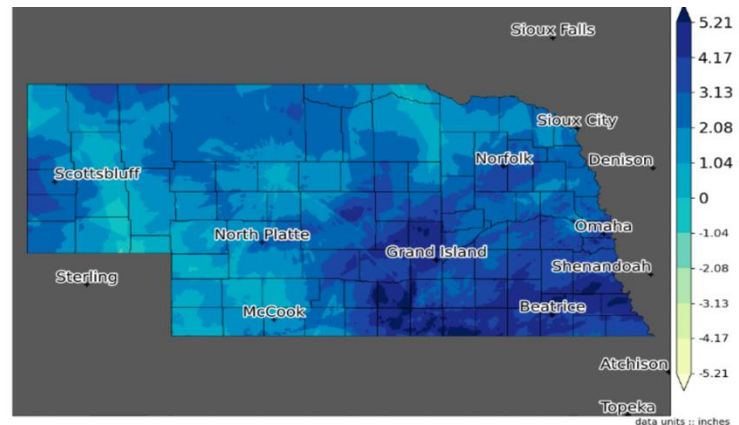 Sioux Falls
Sioux City
Norfolk
Denison
Scottsbluff
Omaha
North Platte
Grand Island
Shenandoah
Sterling
Beatrice
McCook
Atchison
Topeka
5.21
4.17
3.13
2.08
1.04
0
-1.04
-2.08
-3.13
-4.17
-5.21
data units :: inches